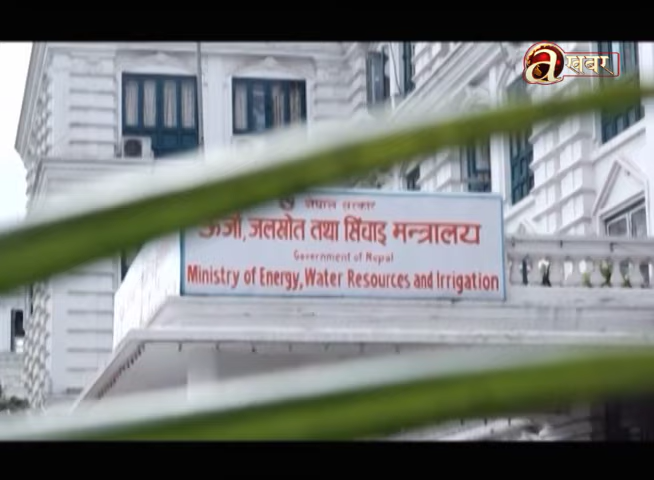 खबर
नेपाल सरकार
ऊर्जा, जलस्रोत तथा सिंचाइ मन्त्रालय
Government of Nepal
Ministry of Energy, Water Resources and Irrigation